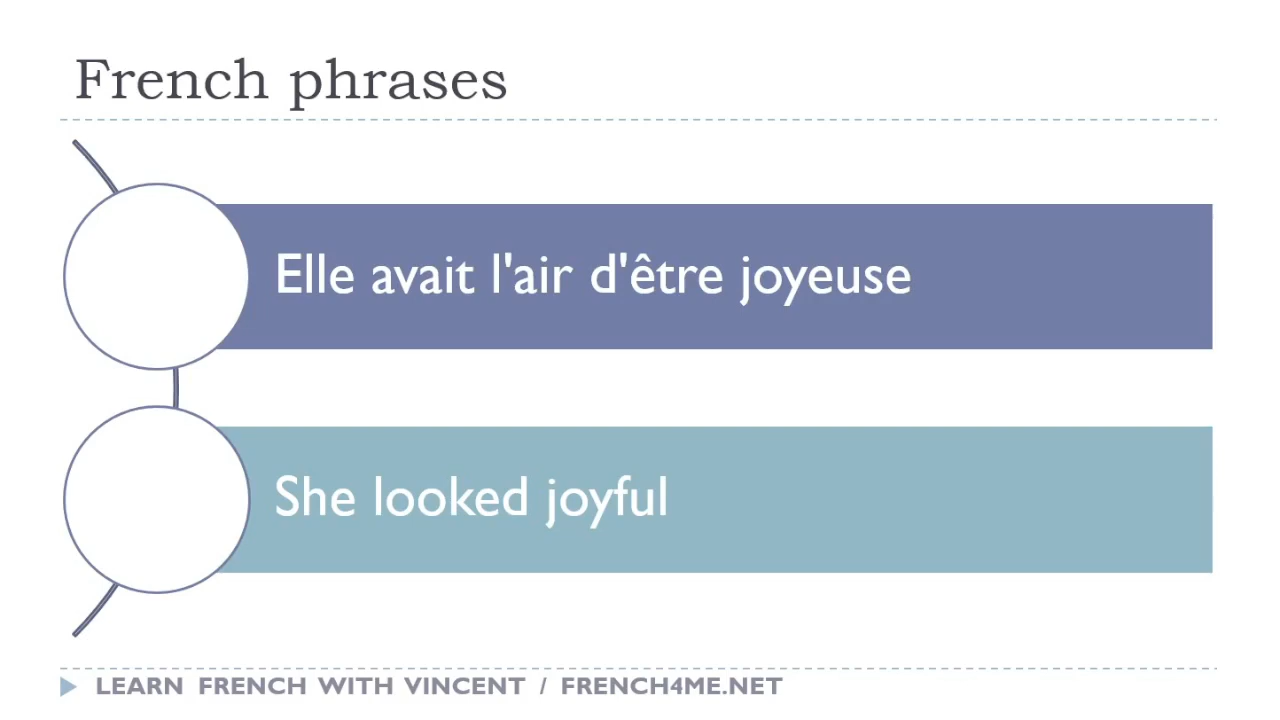 French phrases
Elle avait l'air d'être joyeuse
She looked joyful
LEARN FRENCH WITH VINCENT / FRENCH4ME.NET